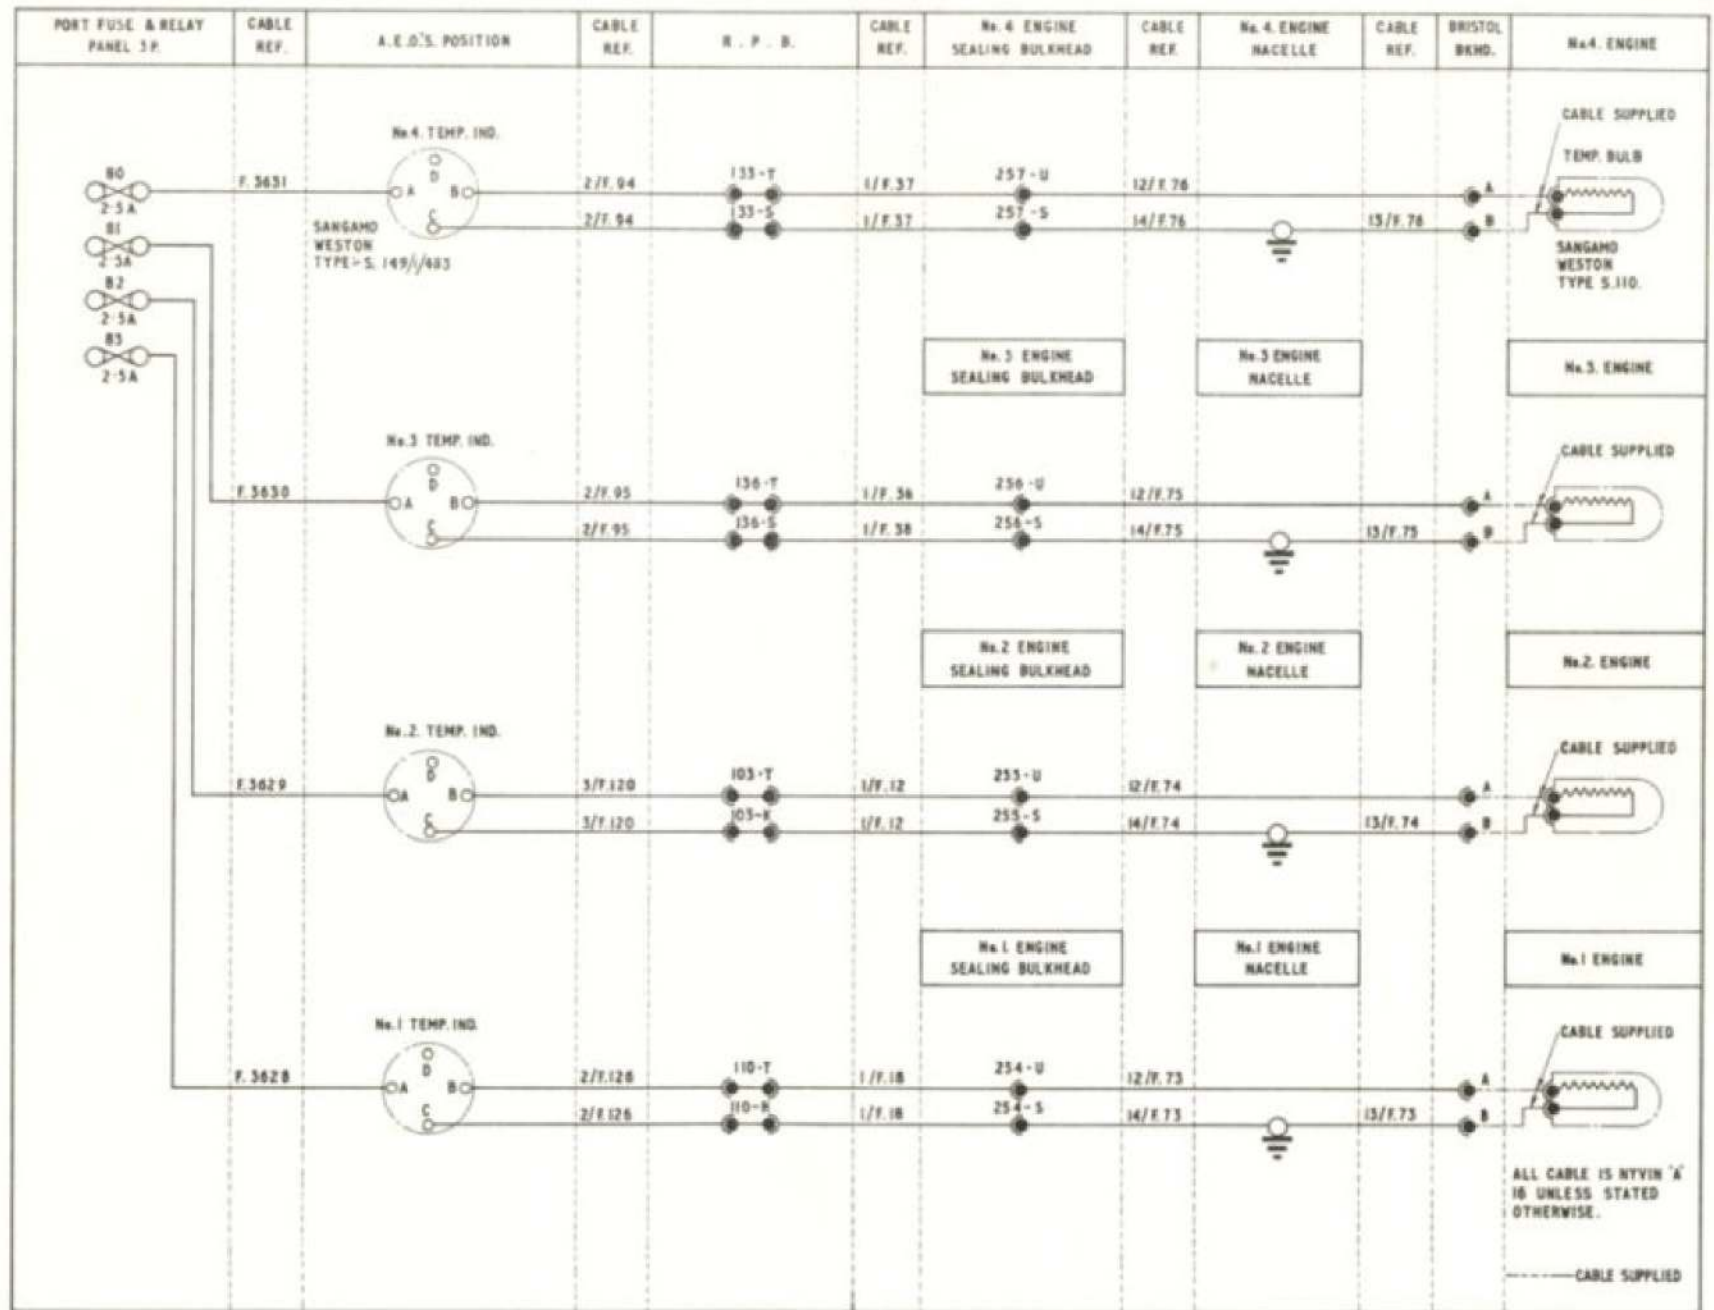 PORT FUSE & RELAY
PANEL 3P.
CABLE
REF.
A.E.O'S. POSITION
CABLE
REF.
R . P . B.
CABLE
REF.
No. 4 ENGINE
SEALING BULKHEAD
CABLE
REF.
No. 4. ENGINE
NACELLE
CABLE
REF.
BRISTOL
BKHD.
No.4. ENGINE
No.4. TEMP. IND.
CABLE SUPPLIED
TEMP. BULB
80
2·5A
F. 3631
A D B C
2/F. 94
133-T
1/F.37
257-U
12/F.76
A
2/F. 94
133-S
1/F.37
257-S
14/F.76
13/F.76
B
81
2·5A
SANGAMO
WESTON
TYPE- S. 149/1/483
SANGAMO
WESTON
TYPE S.110.
82
2·5A
83
2·5A
No. 3 ENGINE
SEALING BULKHEAD
No.3 ENGINE
NACELLE
No.3. ENGINE
No.3 TEMP. IND.
CABLE SUPPLIED
F.3630
A D B C
2/F.95
136-T
1/F.36
256-U
12/F.75
A
2/F.95
136-S
1/F.38
256-S
14/F.75
13/F.75
B
No.2 ENGINE
SEALING BULKHEAD
No.2 ENGINE
NACELLE
No.2. ENGINE
No.2. TEMP. IND.
CABLE SUPPLIED
F.3629
A D B C
3/F.120
103-T
1/F.12
255-U
12/F.74
A
3/F.120
1/F.12
255-S
14/F.74
13/F.74
B
No.1. ENGINE
SEALING BULKHEAD
No.1 ENGINE
NACELLE
No.1 ENGINE
No.1 TEMP. IND.
CABLE SUPPLIED
F.3628
A D B C
2/F.126
110-T
1/F.18
254-U
12/F.73
A
2/F.126
1/F.18
254-S
14/F.73
13/F.73
B
ALL CABLE IS NYVIN 'A'
16 UNLESS STATED
OTHERWISE.
CABLE SUPPLIED